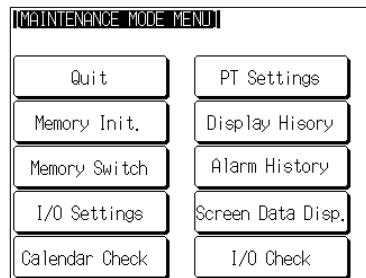 [MAINTENANCE MODE MENU]
Quit
PT Settings
Memory Init.
Display Hisory
Memory Switch
Alarm History
I/O Settings
Screen Data Disp.
Calendar Check
I/O Check